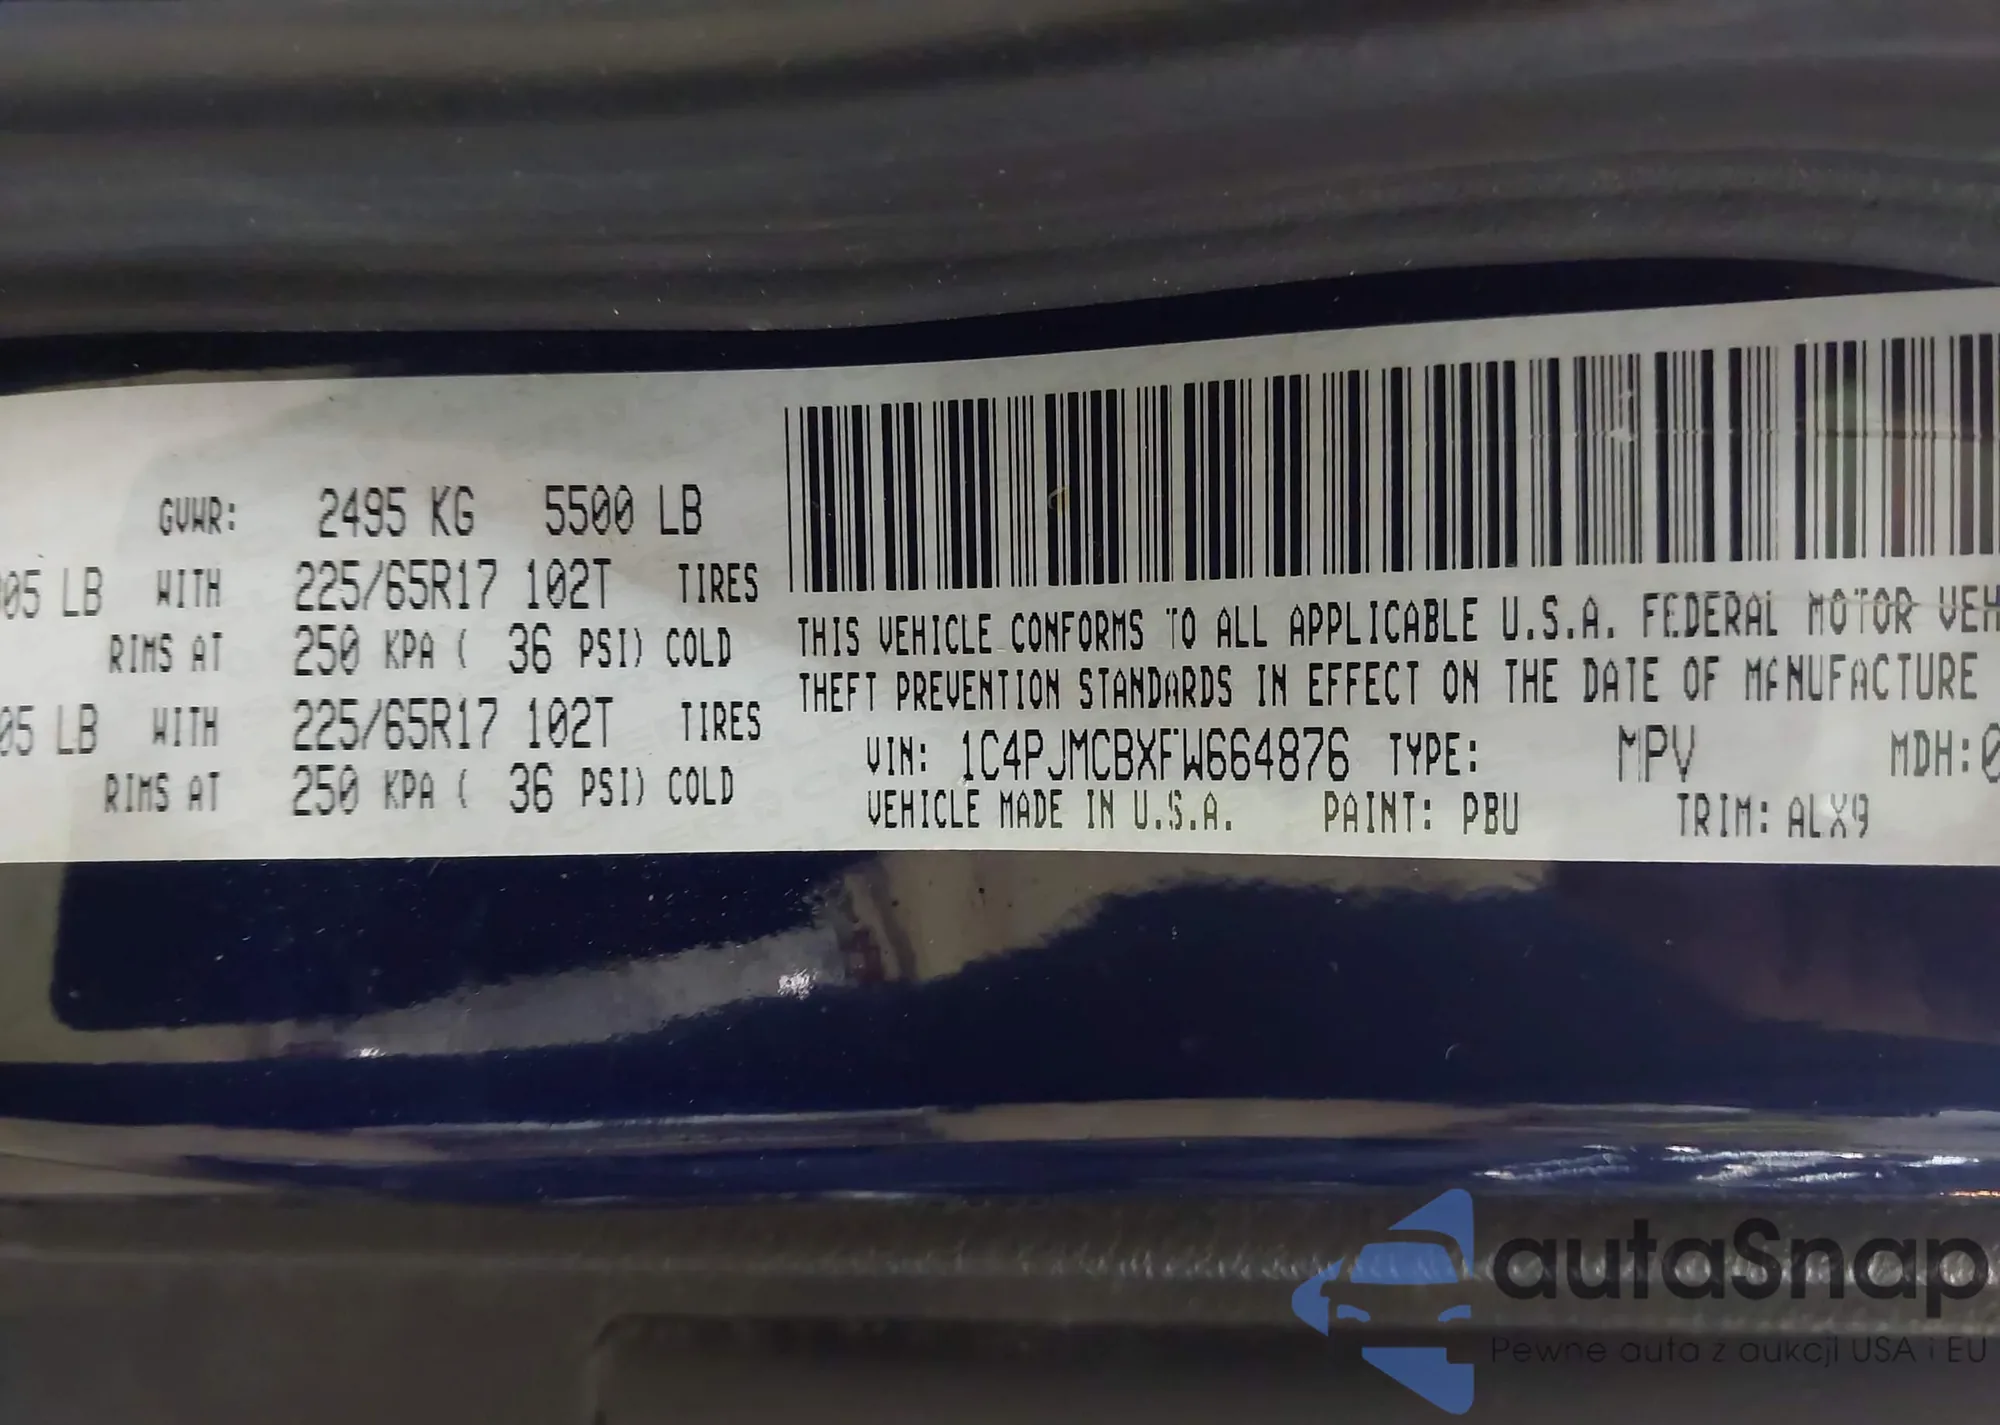 GVWR: 2495 KG 5500 LB
05 LB WITH 225/65R17 102T TIRES
RIMS AT 250 KPA ( 36 PSI) COLD
05 LB WITH 225/65R17 102T TIRES
RIMS AT 250 KPA ( 36 PSI) COLD
THIS VEHICLE CONFORMS TO ALL APPLICABLE U.S.A. FEDERAL MOTOR VEH
THEFT PREVENTION STANDARDS IN EFFECT ON THE DATE OF MANUFACTURE
VIN: 1C4PJMCBXFW664876 TYPE: MPV MDH:0
VEHICLE MADE IN U.S.A. PAINT: PBU TRIM: ALX9
autaSnap
Pewne auta z aukcji USA i EU